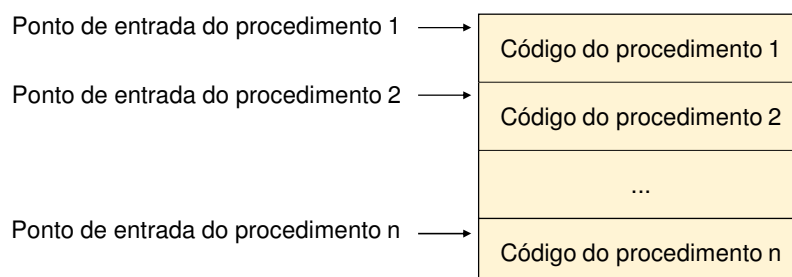 Ponto de entrada do procedimento 1
Código do procedimento 1
Ponto de entrada do procedimento 2
Código do procedimento 2
...
Ponto de entrada do procedimento n
Código do procedimento n